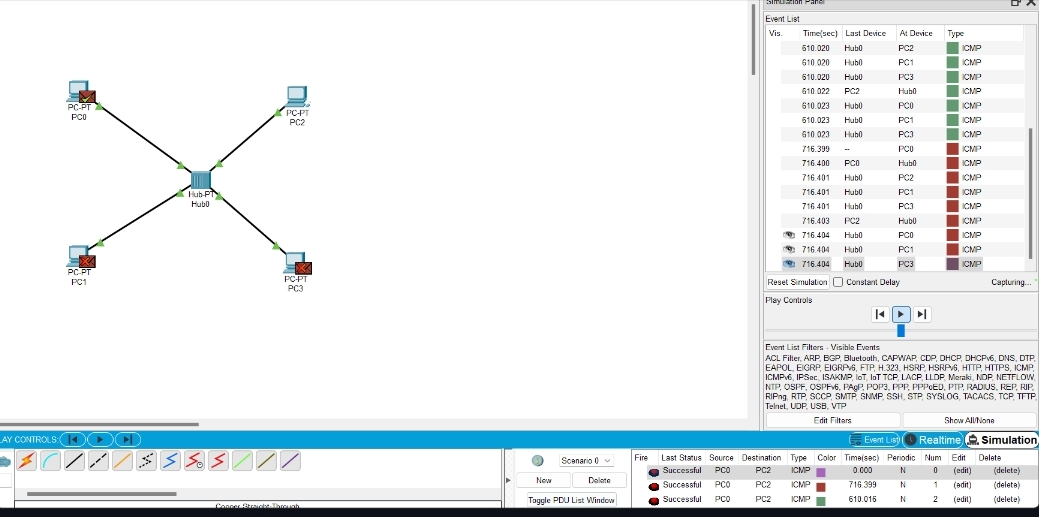 Simulation Panel
Event List
Vis. Time(sec) Last Device At Device Type
610.020 Hub0 PC2 ICMP
610.020 Hub0 PC1 ICMP
610.020 Hub0 PC3 ICMP
610.022 PC2 Hub0 ICMP
610.023 Hub0 PC0 ICMP
610.023 Hub0 PC1 ICMP
610.023 Hub0 PC3 ICMP
716.399 -- PC0 ICMP
716.400 PC0 Hub0 ICMP
716.401 Hub0 PC2 ICMP
716.401 Hub0 PC1 ICMP
716.401 Hub0 PC3 ICMP
716.403 PC2 Hub0 ICMP
716.404 Hub0 PC0 ICMP
716.404 Hub0 PC1 ICMP
716.404 Hub0 PC3 ICMP
Reset Simulation Constant Delay Capturing...
Play Controls
Event List Filters - Visible Events
ACL Filter, ARP, BGP, Bluetooth, CAPWAP, CDP, DHCP, DHCPv6, DNS, DTP,
EAPOL, EIGRP, EIGRPv6, FTP, H.323, HSRP, HSRPv6, HTTP, HTTPS, ICMP,
ICMPv6, IPSec, ISAKMP, IoT, IoT TCP, LACP, LLDP, Meraki, NDP, NETFLOW,
NTP, OSPF, OSPFv6, PAgP, POP3, PPP, PPPoED, PTP, RADIUS, REP, RIP,
RIPng, RTP, SCCP, SMTP, SNMP, SSH, STP, SYSLOG, TACACS, TCP, TFTP,
Telnet, UDP, USB, VTP
Edit Filters Show All/None
PC-PT
PC0
PC-PT
PC2
Hub-PT
Hub0
PC-PT
PC1
PC-PT
PC3
LAY CONTROLS: Event List Realtime Simulation
Scenario 0
New Delete
Toggle PDU List Window
Copper Straight-Through
Fire Last Status Source Destination Type Color Time(sec) Periodic Num Edit Delete
Successful PC0 PC2 ICMP 0.000 N 0 (edit) (delete)
Successful PC0 PC2 ICMP 716.399 N 1 (edit) (delete)
Successful PC0 PC2 ICMP 610.016 N 2 (edit) (delete)